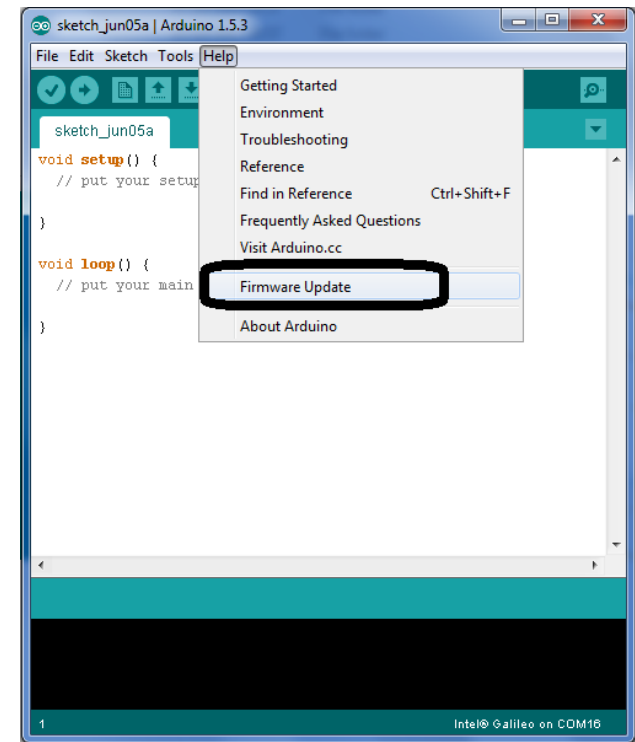 sketch_jun05a | Arduino 1.5.3
File Edit Sketch Tools Help
Getting Started
Environment
Troubleshooting
Reference
Find in Reference Ctrl+Shift+F
Frequently Asked Questions
Visit Arduino.cc
Firmware Update
About Arduino
sketch_jun05a
void setup() {
// put your setup
}
void loop() {
// put your main
}
1 Intel® Galileo on COM16